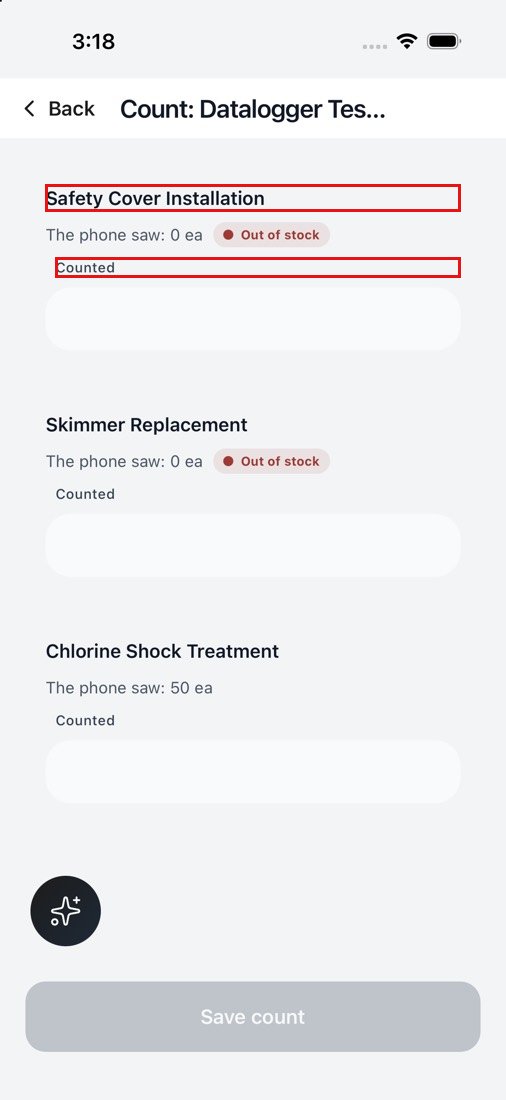 3:18
Back Count: Datalogger Tes...
Safety Cover Installation
The phone saw: 0 ea Out of stock
Counted
Skimmer Replacement
The phone saw: 0 ea Out of stock
Counted
Chlorine Shock Treatment
The phone saw: 50 ea
Counted
Save count